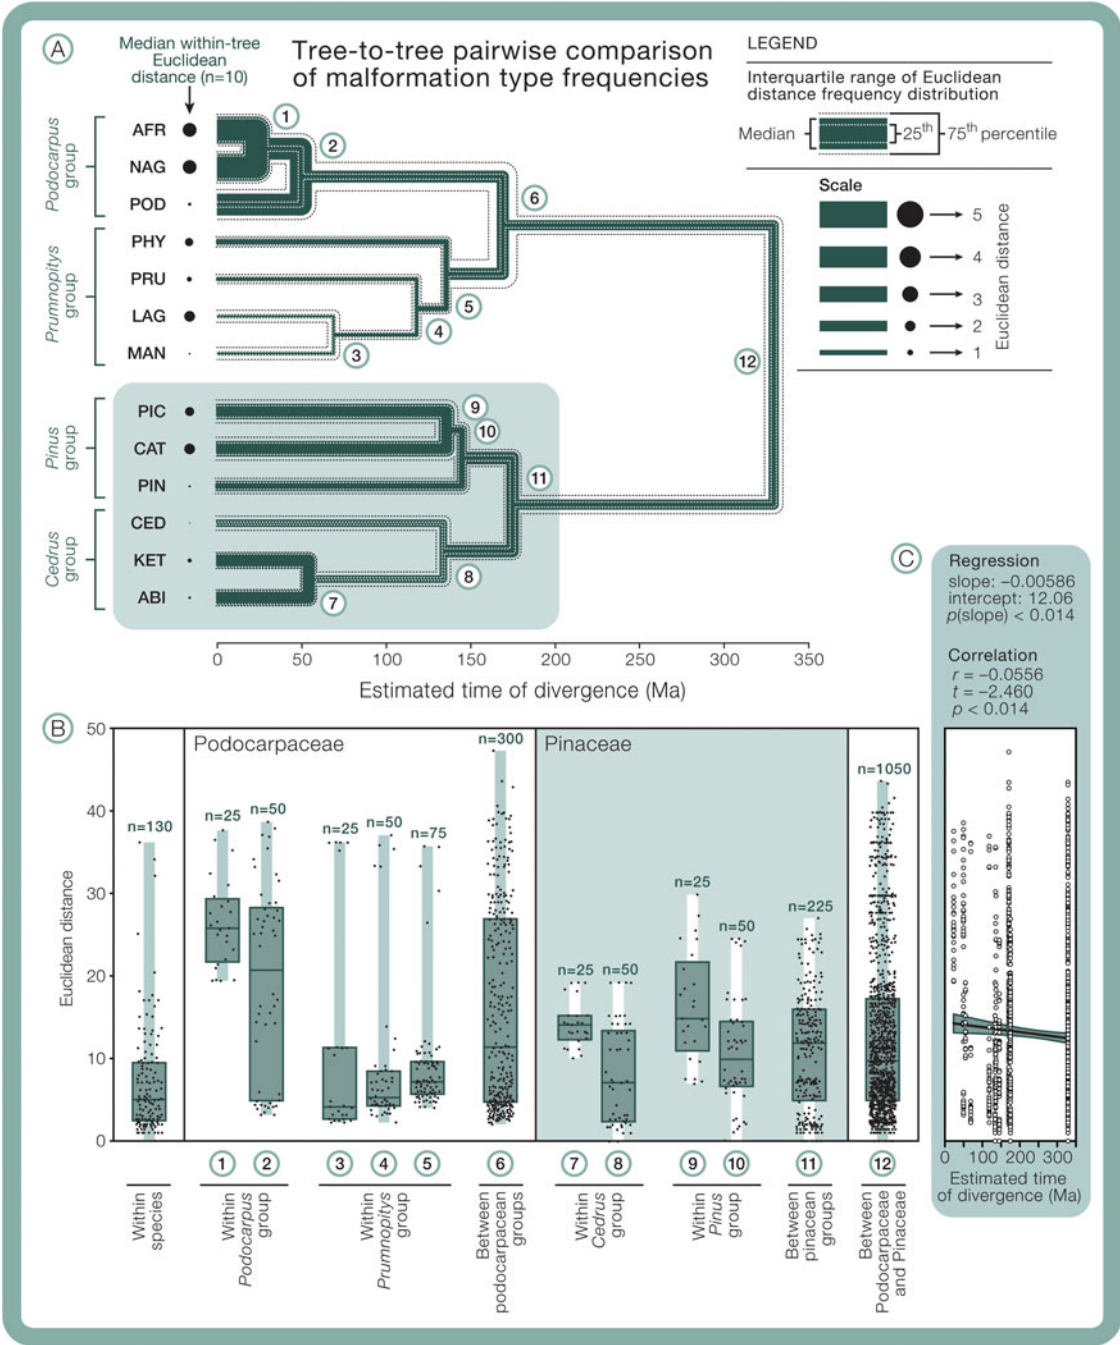 A
Median within-tree
Euclidean
distance (n=10)
Tree-to-tree pairwise comparison
of malformation type frequencies
LEGEND
Interquartile range of Euclidean
distance frequency distribution
Median
25th
75th percentile
Scale
5
4
3
2
1
Euclidean distance
Podocarpus
group
AFR
NAG
POD
Prumnopitys
group
PHY
PRU
LAG
MAN
Pinus
group
PIC
CAT
PIN
Cedrus
group
CED
KET
ABI
1
2
3
4
5
6
7
8
9
10
11
12
0
50
100
150
200
250
300
350
Estimated time of divergence (Ma)
C
Regression
slope: −0.00586
intercept: 12.06
p(slope) < 0.014
Correlation
r = −0.0556
t = −2.460
p < 0.014
0
100
200
300
Estimated time
of divergence (Ma)
B
50
40
30
20
10
0
Euclidean distance
Podocarpaceae
Pinaceae
n=130
n=25
n=50
n=25
n=50
n=75
n=300
n=25
n=50
n=25
n=50
n=225
n=1050
1
2
3
4
5
6
7
8
9
10
11
12
Within
species
Within
Podocarpus
group
Within
Prumnopitys
group
Between
podocarpacean
groups
Within
Cedrus
group
Within
Pinus
group
Between
pinacean
groups
Between
Podocarpaceae
and Pinaceae